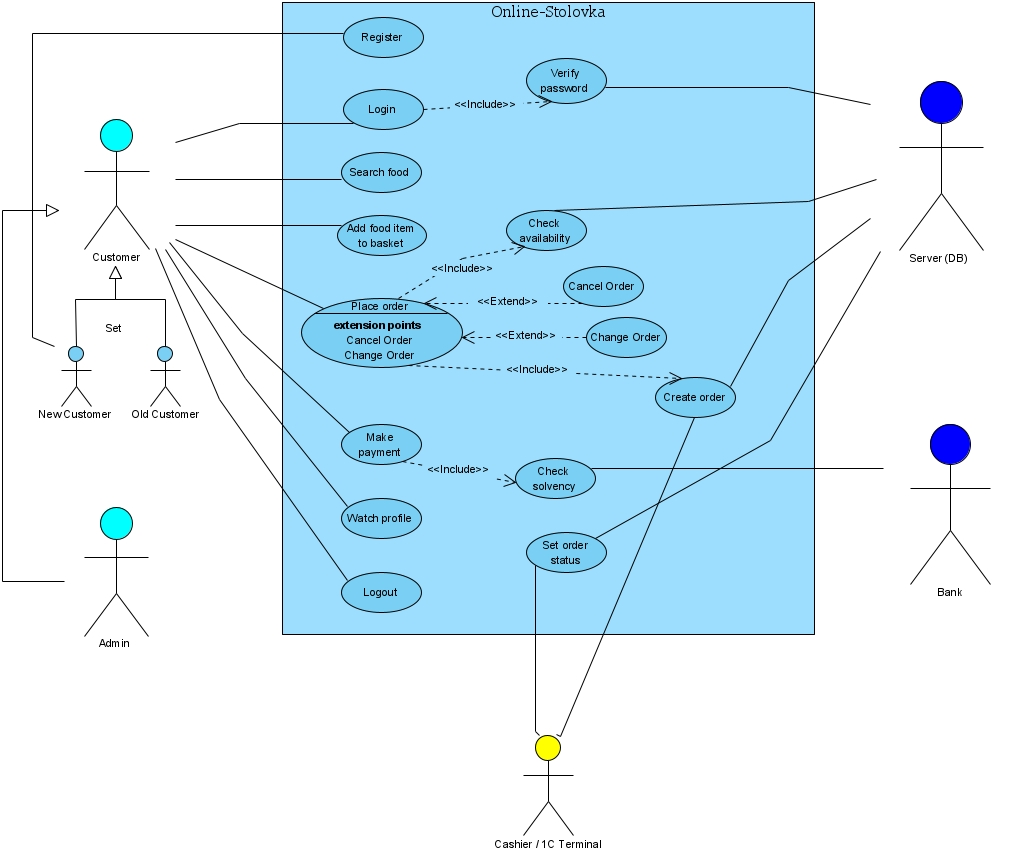 Online-Stolovka
Register
Verify
password
Login
<<Include>>
Search food
Add food item
to basket
Check
availability
Customer
Server (DB)
<<Include>>
Cancel Order
<<Extend>>
Place order
extension points
Cancel Order
Change Order
<<Extend>>
Change Order
Set
<<Include>>
Create order
New Customer
Old Customer
Make
payment
<<Include>>
Check
solvency
Watch profile
Set order
status
Logout
Bank
Admin
Cashier / 1C Terminal